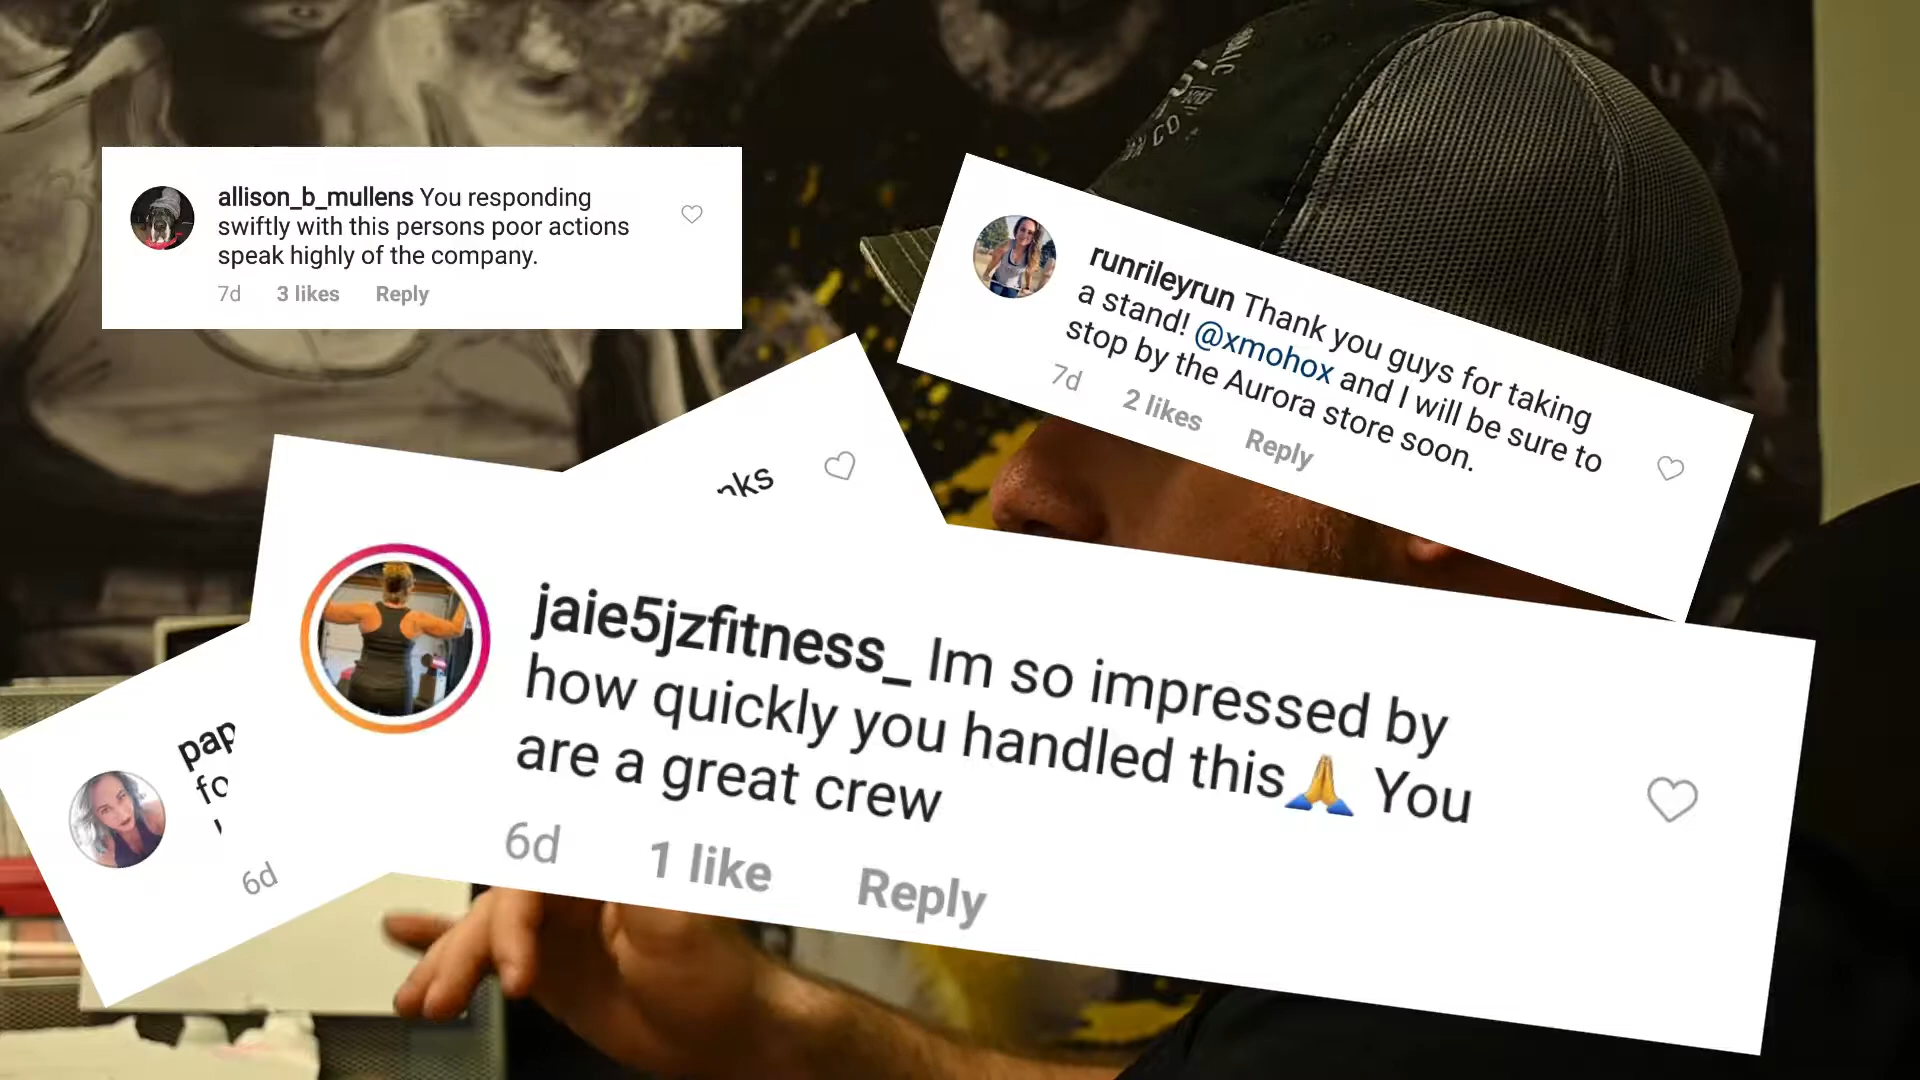 allison_b_mullens You responding
swiftly with this persons poor actions
speak highly of the company.
7d 3 likes Reply
runrileyrun Thank you guys for taking
a stand! @xmohox and I will be sure to
stop by the Aurora store soon.
7d 2 likes Reply
jaie5jzfitness_ Im so impressed by
how quickly you handled this🙏 You
are a great crew
6d 1 like Reply
6d
CO